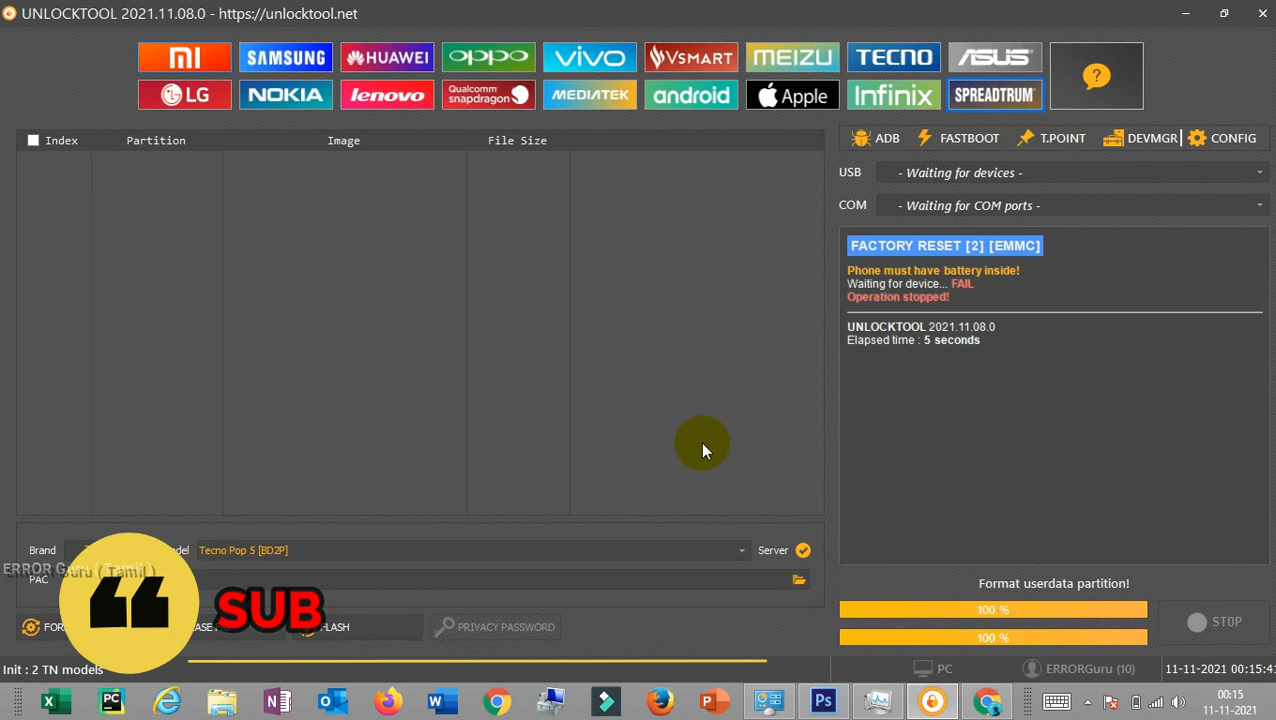 UNLOCKTOOL 2021.11.08.0 - https://unlocktool.net
mi SAMSUNG HUAWEI oppo vivo VSMART MEIZU TECNO ASUS ?
LG NOKIA lenovo Qualcomm snapdragon MEDIATEK android Apple Infinix SPREADTRUM
Index Partition Image File Size
ADB FASTBOOT T.POINT DEVMGR CONFIG
USB - Waiting for devices -
COM - Waiting for COM ports -
FACTORY RESET [2] [EMMC]
Phone must have battery inside!
Waiting for device... FAIL
Operation stopped!
UNLOCKTOOL 2021.11.08.0
Elapsed time : 5 seconds
Brand Tecno Pop 5 [BD2P] Server
ERROR Guru ( Tamil )
PAC
SUB
FLASH PRIVACY PASSWORD
Format userdata partition!
100 %
100 %
STOP
Init : 2 TN models
PC ERRORGuru (10) 11-11-2021 00:15:4
00:15
11-11-2021